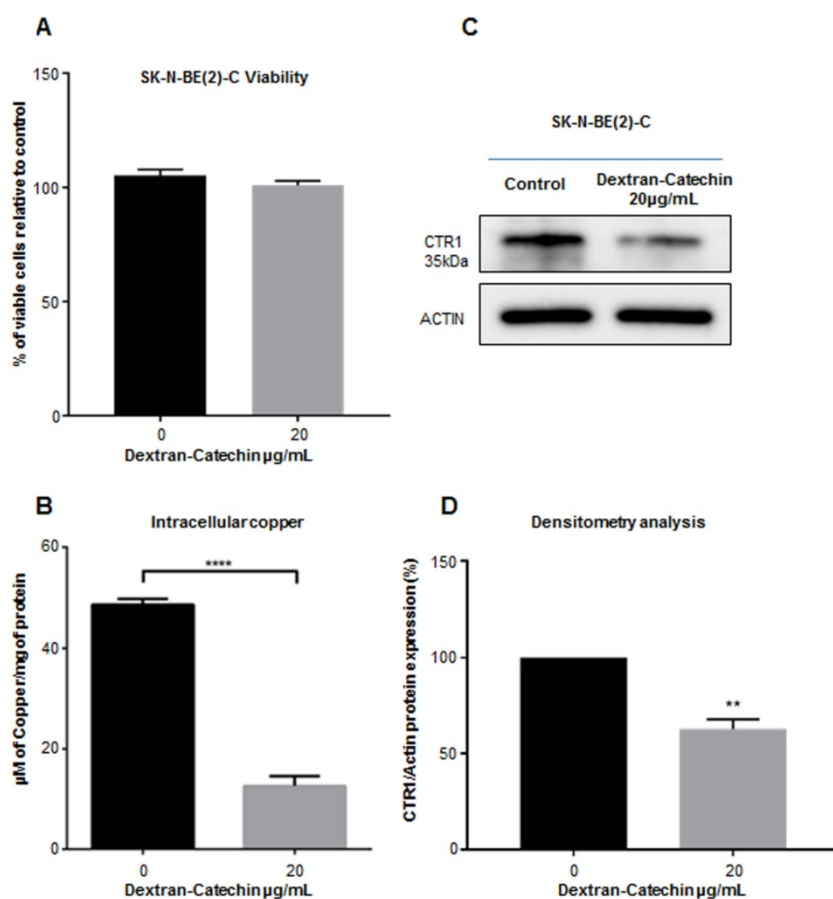 A
SK-N-BE(2)-C Viability
% of viable cells relative to control
150
100
50
0
0
20
Dextran-Catechin µg/mL
C
SK-N-BE(2)-C
Control
Dextran-Catechin
20µg/mL
CTR1
35kDa
ACTIN
B
Intracellular copper
µM of Copper/mg of protein
60
40
20
0
****
0
20
Dextran-Catechin µg/mL
D
Densitometry analysis
CTR1/Actin protein expression (%)
150
100
50
0
**
0
20
Dextran-Catechin µg/mL